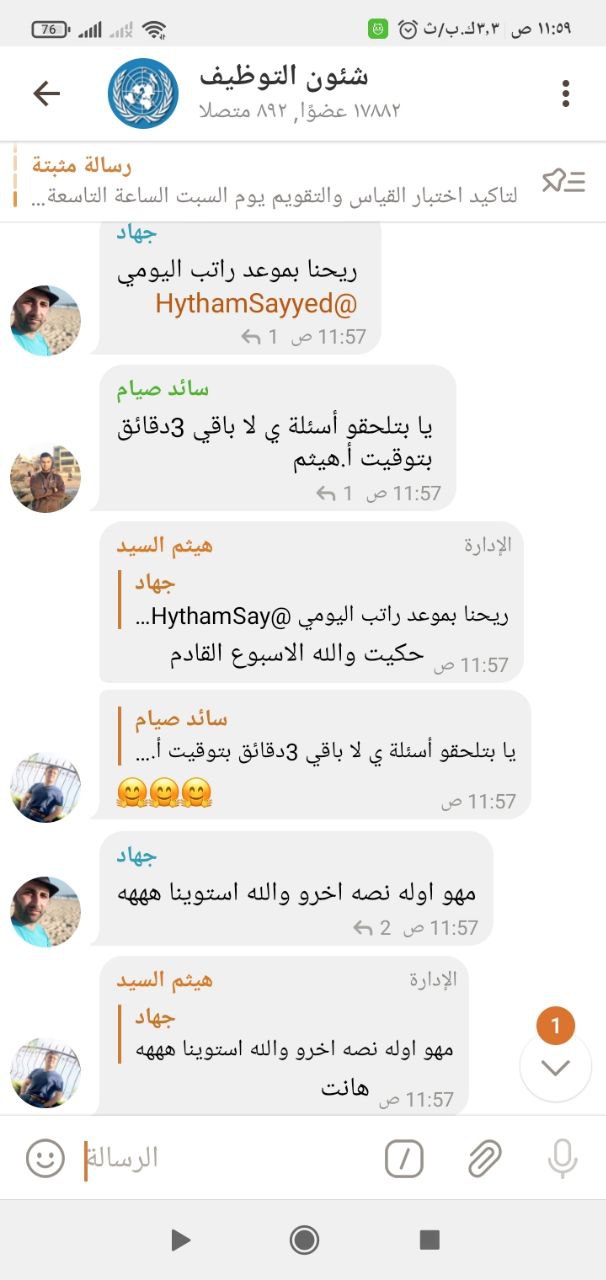 76
١١:٥٩ ص ٣٫٣ك.ب/ث
شئون التوظيف
١٧٨٨٢ عضوًا, ٨٩٢ متصلا
رسالة مثبتة
لتاكيد اختبار القياس والتقويم يوم السبت الساعة التاسعة...
جهاد
ريحنا بموعد راتب اليومي
@HythamSayyed
1 11:57 ص
سائد صيام
يا بتلحقو أسئلة ي لا باقي 3دقائق
بتوقيت أ.هيثم
1 11:57 ص
هيثم السيد الإدارة
جهاد
ريحنا بموعد راتب اليومي @HythamSay...
حكيت والله الاسبوع القادم
11:57 ص
سائد صيام
يا بتلحقو أسئلة ي لا باقي 3دقائق بتوقيت أ....
🤗🤗🤗
11:57 ص
جهاد
مهو اوله نصه اخرو والله استوينا هههه
2 11:57 ص
هيثم السيد الإدارة
جهاد
مهو اوله نصه اخرو والله استوينا هههه
هانت
11:57 ص
1
الرسالة